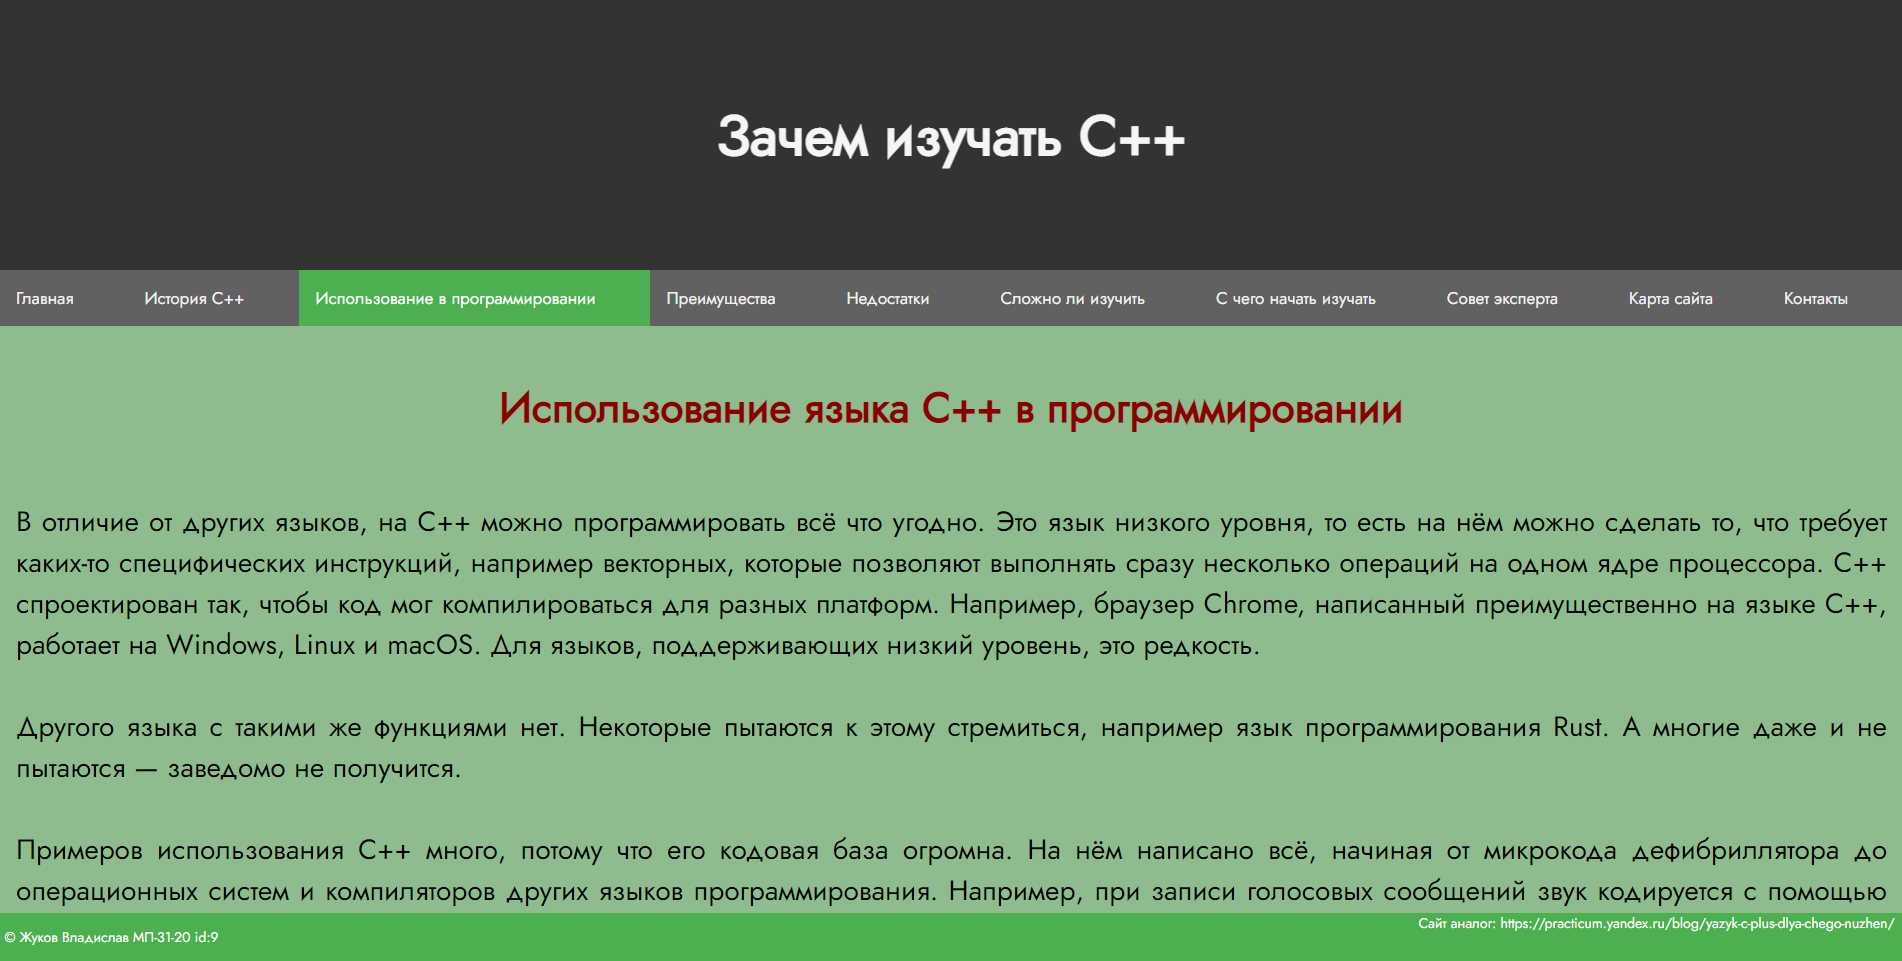 Зачем изучать C++
Главная История C++ Использование в программировании Преимущества Недостатки Сложно ли изучить С чего начать изучать Совет эксперта Карта сайта Контакты
Использование языка C++ в программировании
В отличие от других языков, на C++ можно программировать всё что угодно. Это язык низкого уровня, то есть на нём можно сделать то, что требует
каких-то специфических инструкций, например векторных, которые позволяют выполнять сразу несколько операций на одном ядре процессора. C++
спроектирован так, чтобы код мог компилироваться для разных платформ. Например, браузер Chrome, написанный преимущественно на языке C++,
работает на Windows, Linux и macOS. Для языков, поддерживающих низкий уровень, это редкость.
Другого языка с такими же функциями нет. Некоторые пытаются к этому стремиться, например язык программирования Rust. А многие даже и не
пытаются — заведомо не получится.
Примеров использования C++ много, потому что его кодовая база огромна. На нём написано всё, начиная от микрокода дефибриллятора до
операционных систем и компиляторов других языков программирования. Например, при записи голосовых сообщений звук кодируется с помощью
Сайт аналог: https://practicum.yandex.ru/blog/yazyk-c-plus-dlya-chego-nuzhen/
© Жуков Владислав МП-31-20 id:9